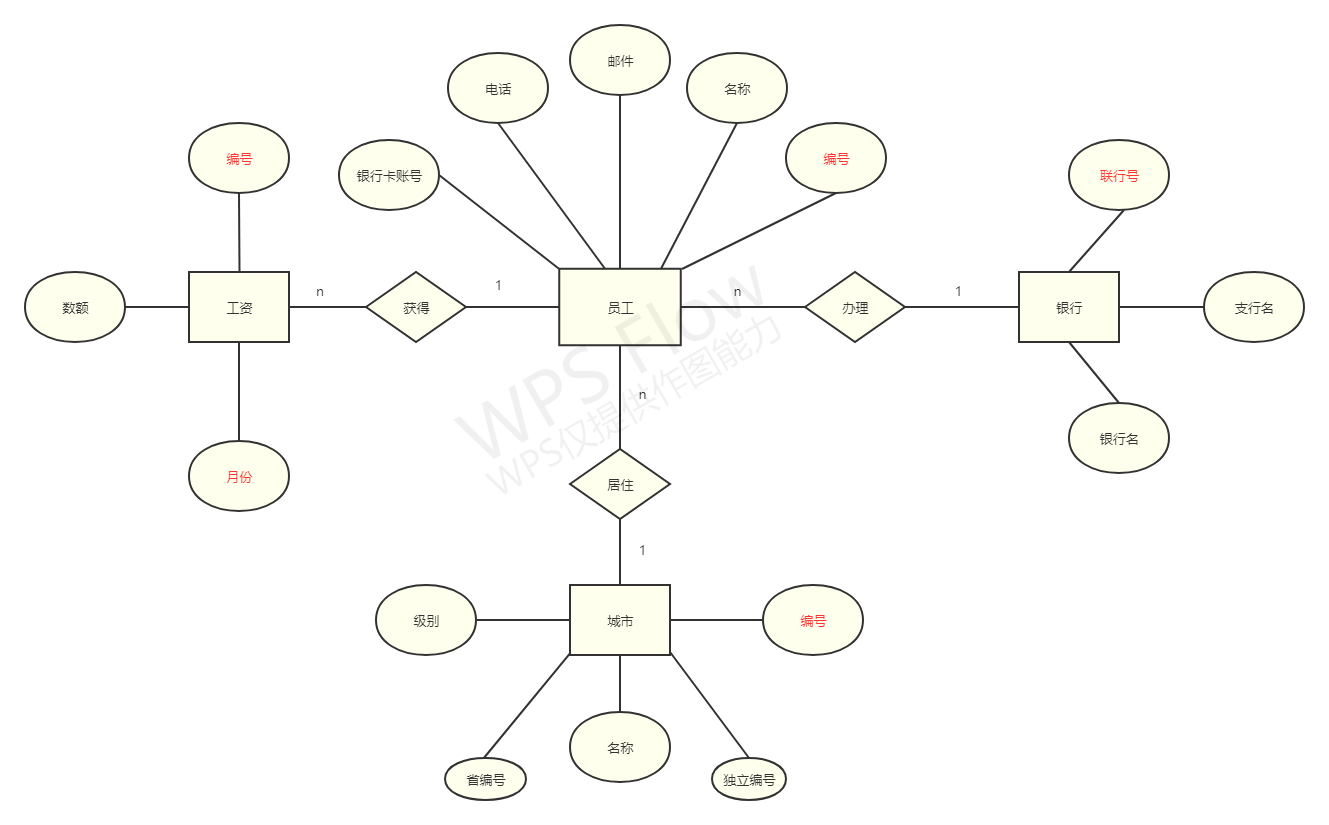 邮件
电话
名称
编号
编号
银行卡账号
联行号
数额
工资
n
获得
1
员工
n
办理
1
银行
支行名
WPS Flow
WPS仅提供作图能力
n
银行名
月份
居住
1
级别
城市
编号
名称
省编号
独立编号